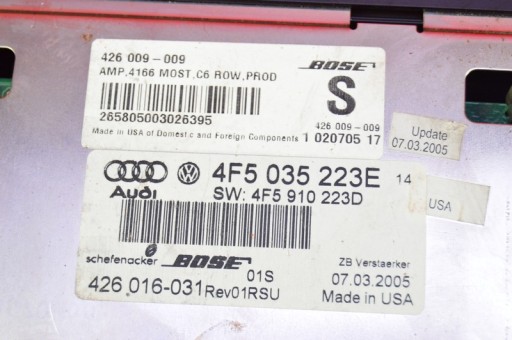 426 009-009
BOSE
AMP,4166 MOST,C6 ROW,PROD
S
265805003026395
426 009-009
Made in USA of Domestic and Foreign Components 1 020705 17
Update
07.03.2005
4F5 035 223E 14
Audi
SW: 4F5 910 223D
USA
schefenacker BOSE 01S
ZB Verstaerker
07.03.2005
426 016-031 Rev01RSU
Made in USA